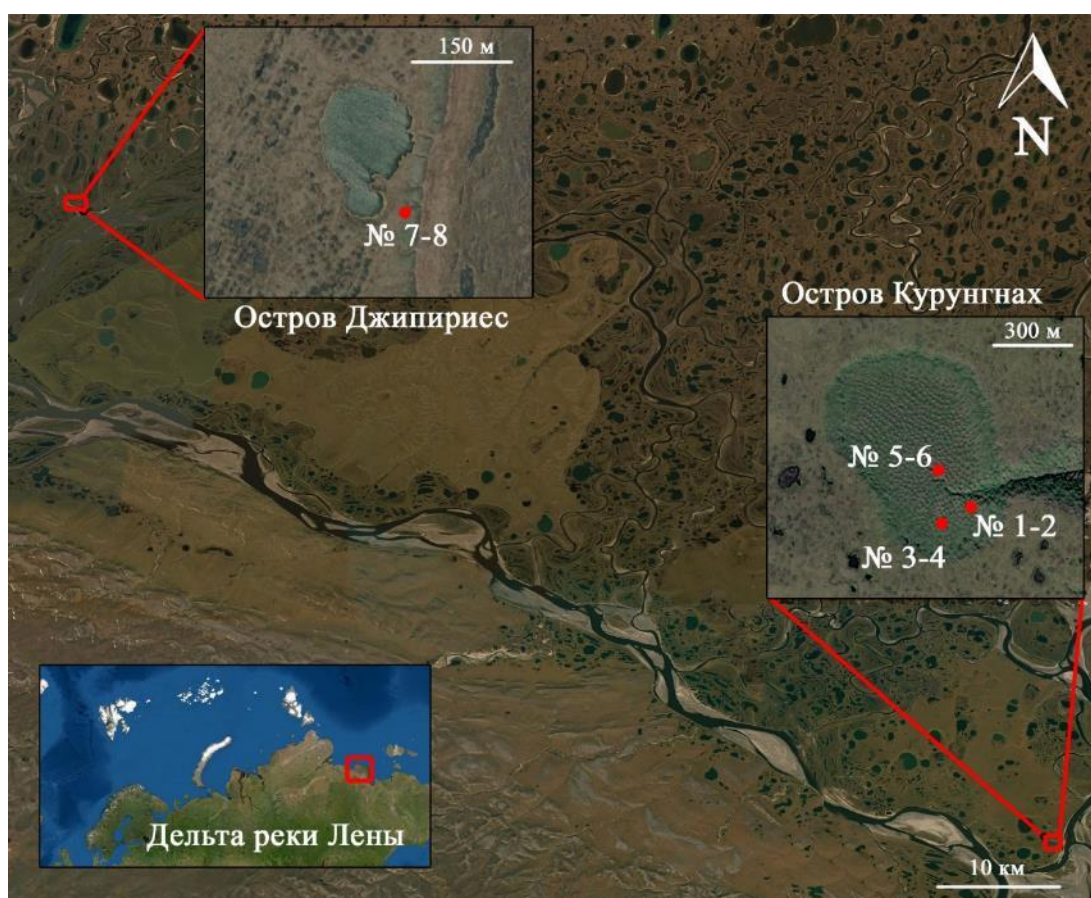 150 м
N
№ 7-8
Остров Джипириес
Остров Курунгнах
300 м
№ 5-6
№ 1-2
№ 3-4
Дельта реки Лены
10 км